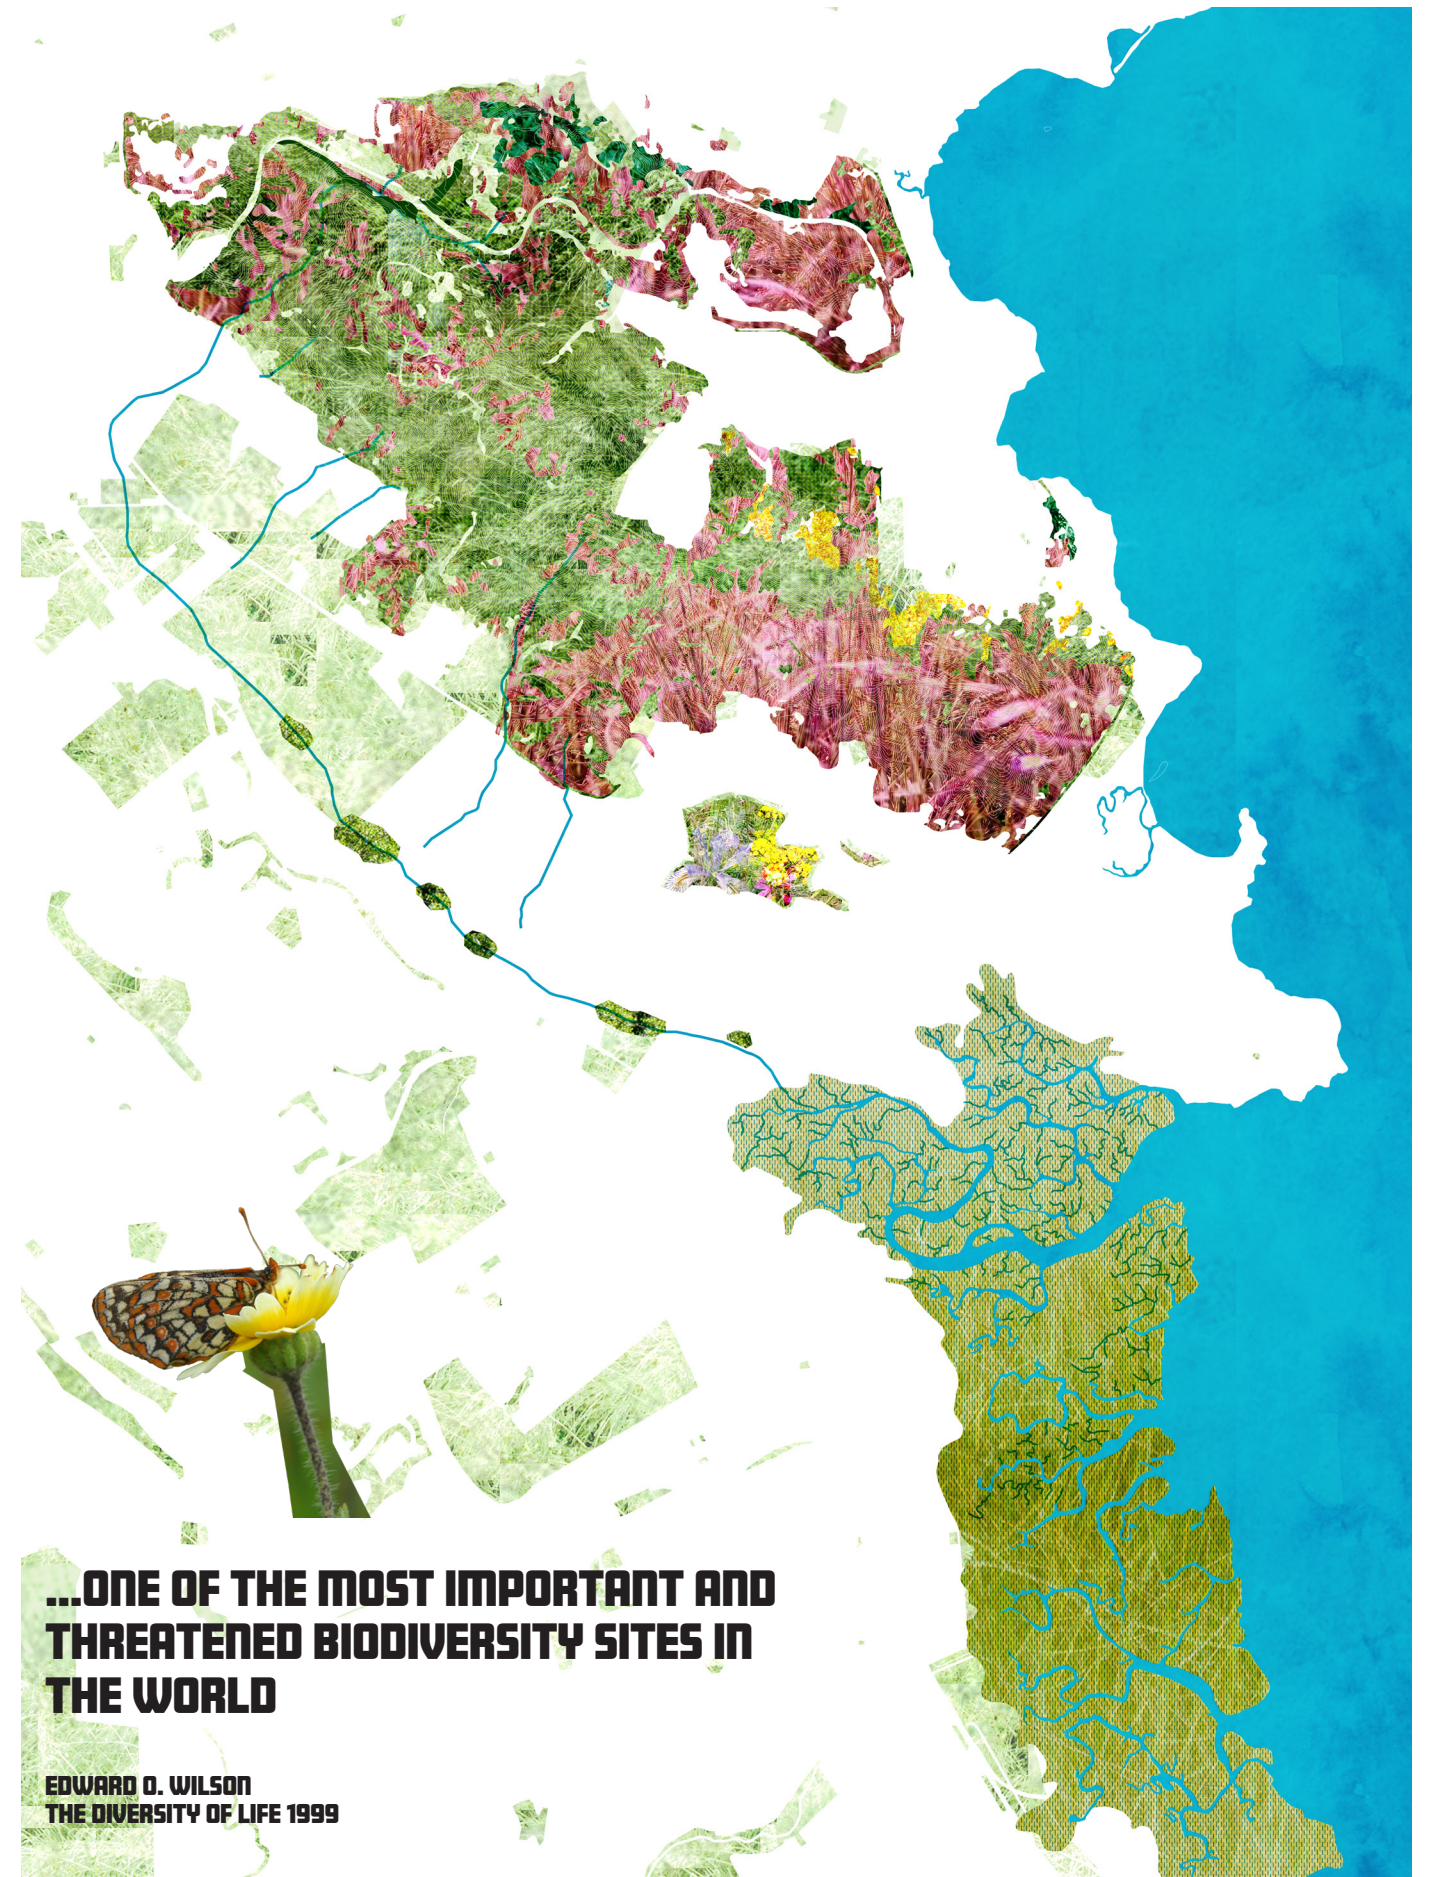 ...ONE OF THE MOST IMPORTANT AND
THREATENED BIODIVERSITY SITES IN
THE WORLD
EDWARD O. WILSON
THE DIVERSITY OF LIFE 1999